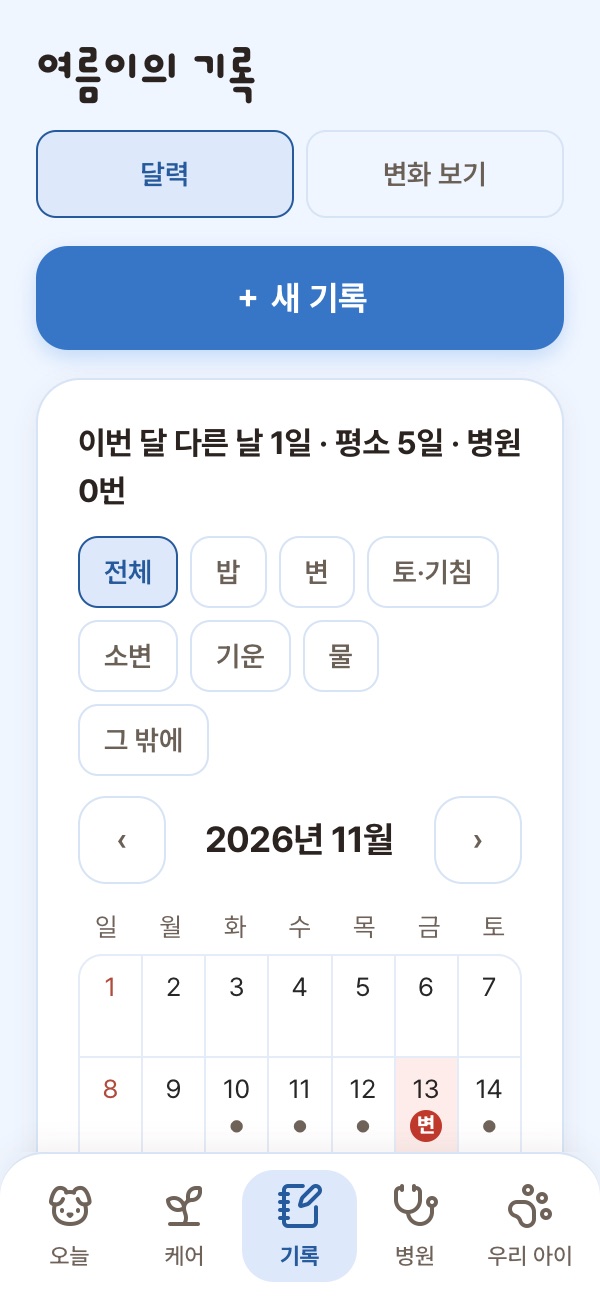 여름이의 기록
달력 변화 보기
+ 새 기록
이번 달 다른 날 1일 · 평소 5일 · 병원
0번
전체 밥 변 토·기침
소변 기운 물
그 밖에
‹ 2026년 11월 ›
일 월 화 수 목 금 토
1 2 3 4 5 6 7
8 9 10 11 12 13 14
변
오늘 케어 기록 병원 우리 아이